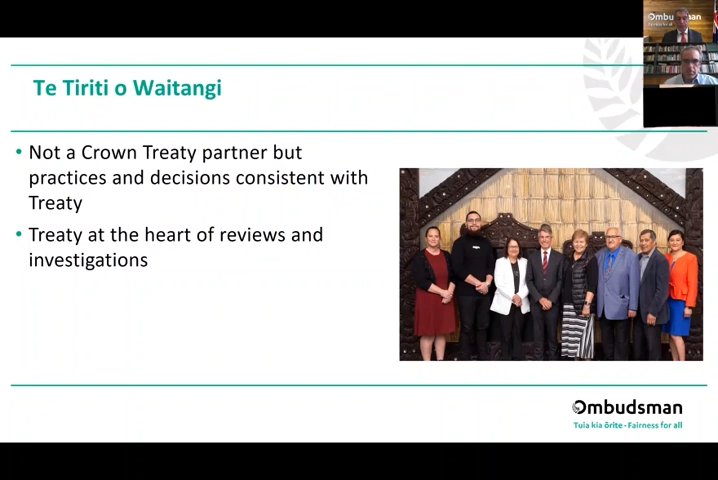 Ombudsman
Te Tiriti o Waitangi
• Not a Crown Treaty partner but
practices and decisions consistent with
Treaty
• Treaty at the heart of reviews and
investigations
Ombudsman
Tuia kia ōrite • Fairness for all